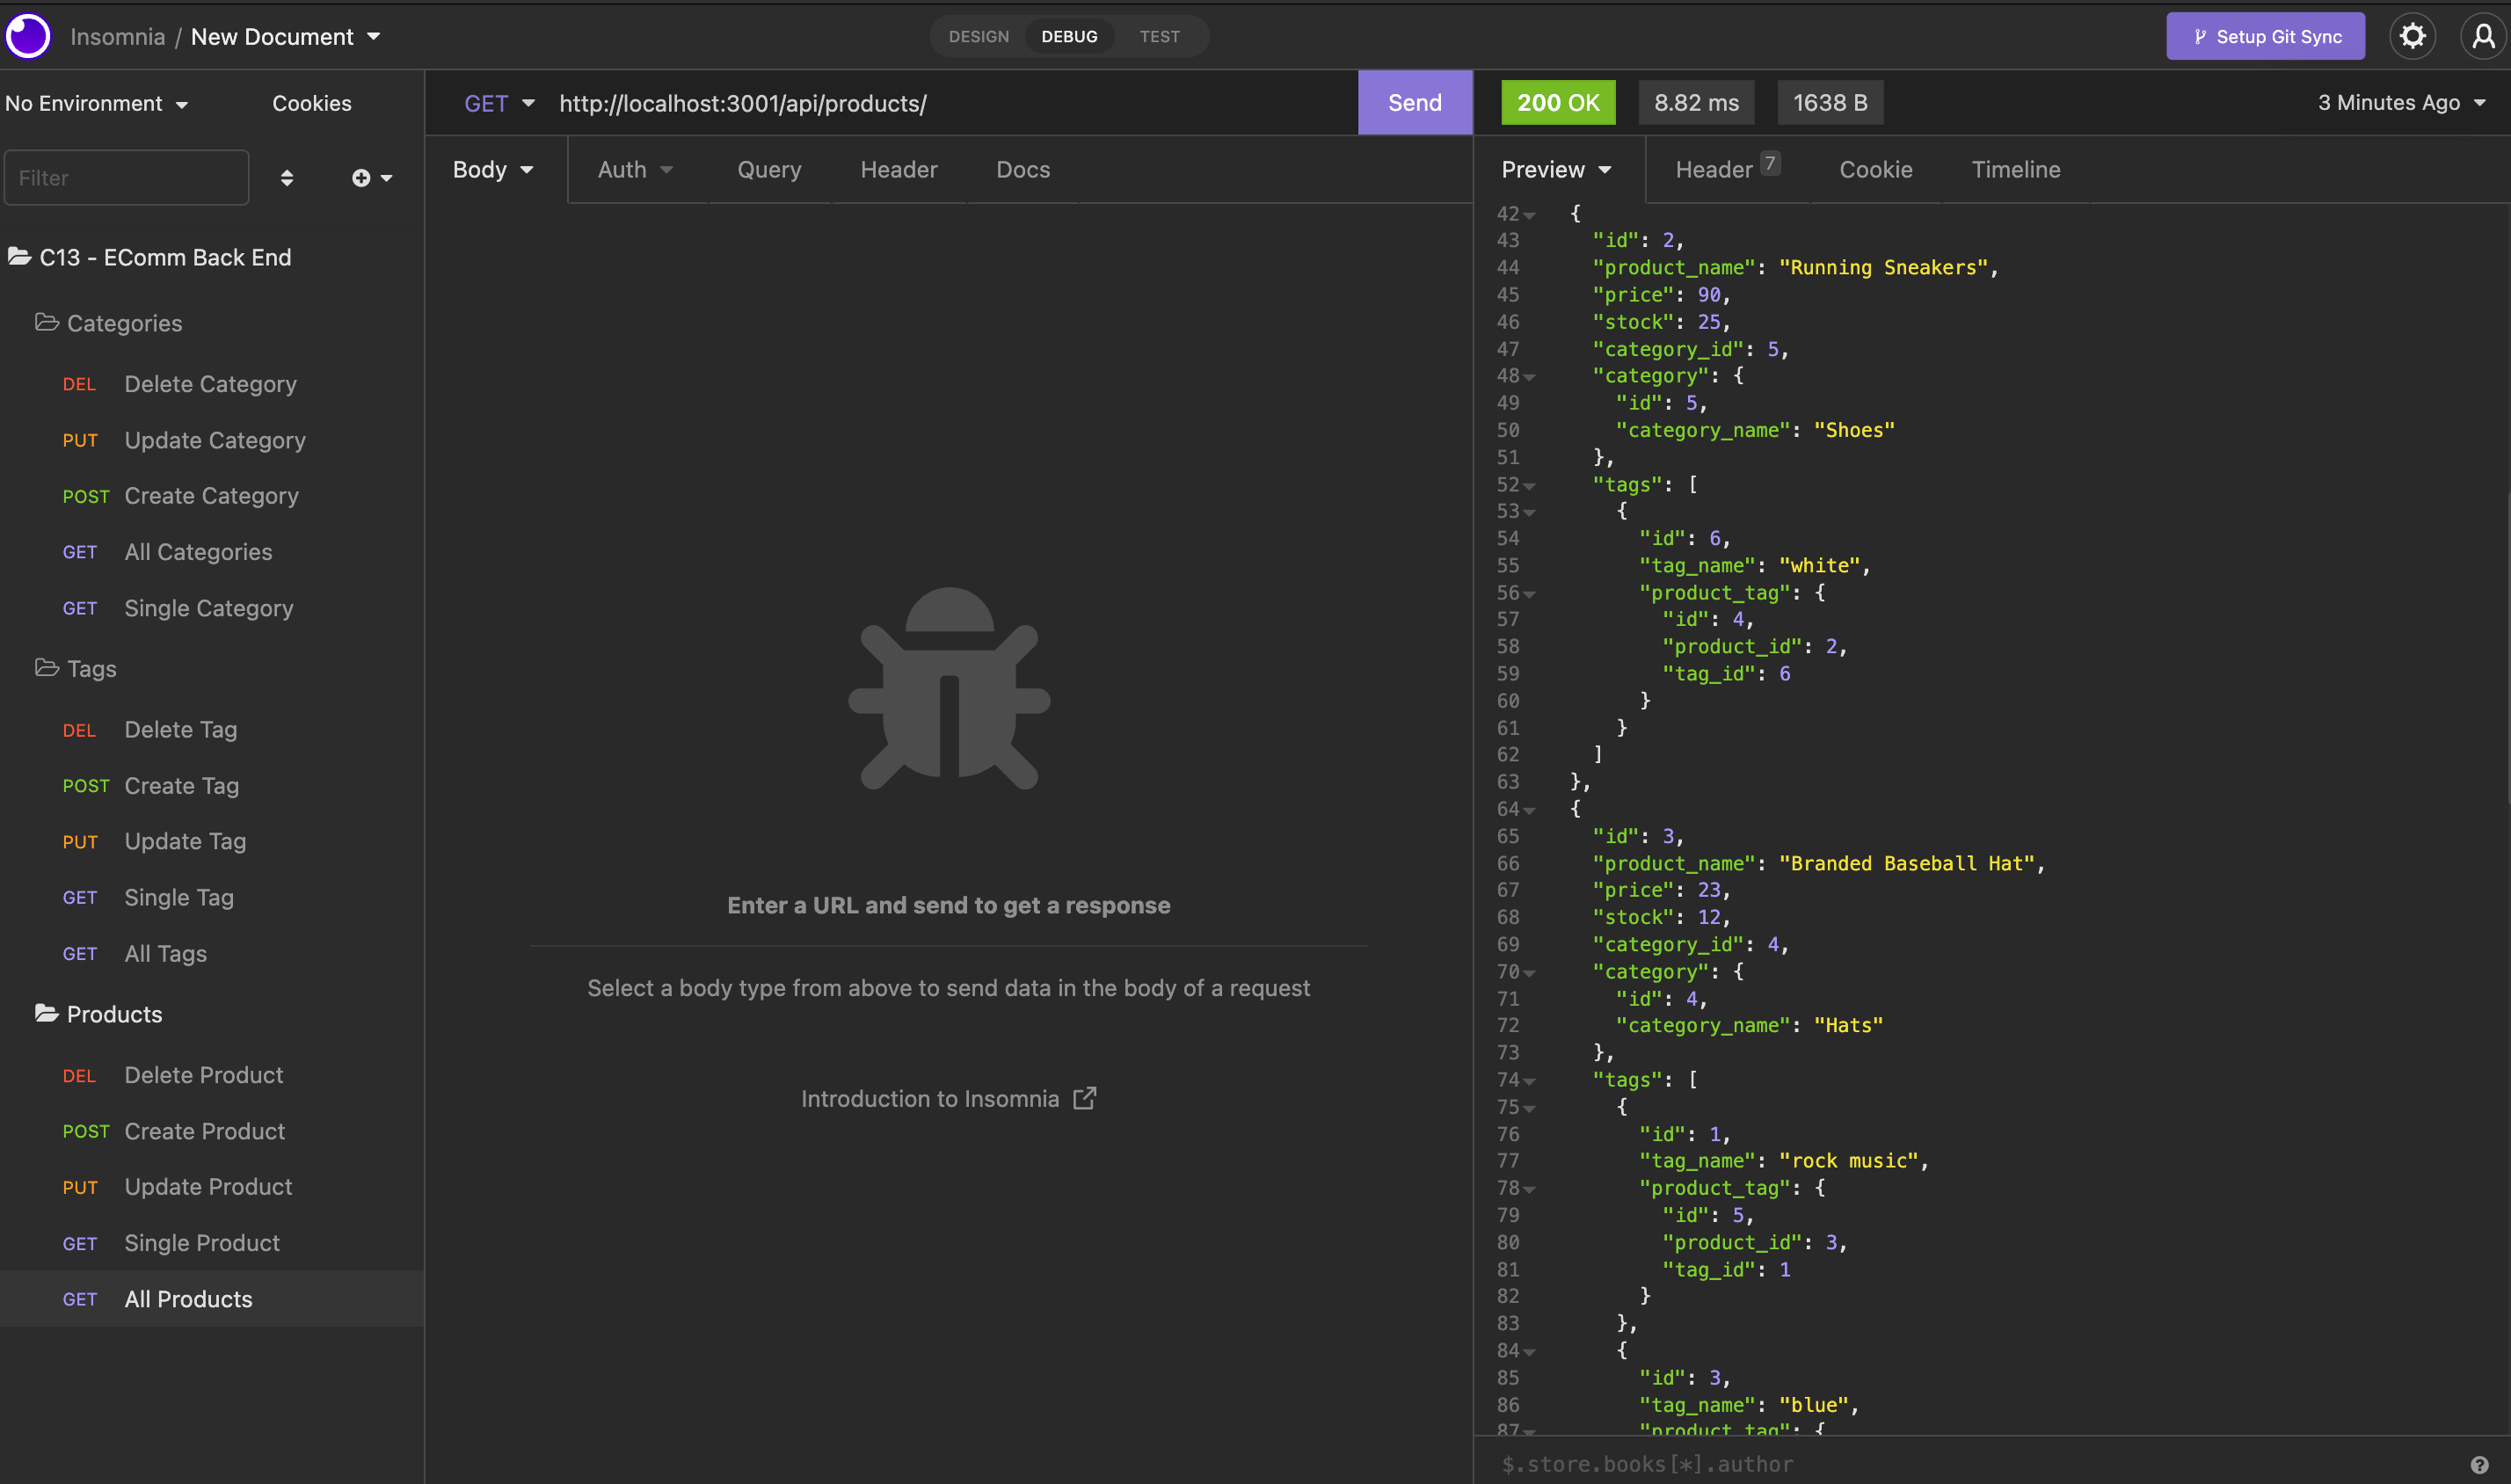 Insomnia / New Document
DESIGN DEBUG TEST
Setup Git Sync
No Environment
Cookies
Filter
C13 - EComm Back End
Categories
DEL Delete Category
PUT Update Category
POST Create Category
GET All Categories
GET Single Category
Tags
DEL Delete Tag
POST Create Tag
PUT Update Tag
GET Single Tag
GET All Tags
Products
DEL Delete Product
POST Create Product
PUT Update Product
GET Single Product
GET All Products
GET http://localhost:3001/api/products/ Send
Body Auth Query Header Docs
Enter a URL and send to get a response
Select a body type from above to send data in the body of a request
Introduction to Insomnia
200 OK 8.82 ms 1638 B 3 Minutes Ago
Preview Header 7 Cookie Timeline
42 {
43 "id": 2,
44 "product_name": "Running Sneakers",
45 "price": 90,
46 "stock": 25,
47 "category_id": 5,
48 "category": {
49 "id": 5,
50 "category_name": "Shoes"
51 },
52 "tags": [
53 {
54 "id": 6,
55 "tag_name": "white",
56 "product_tag": {
57 "id": 4,
58 "product_id": 2,
59 "tag_id": 6
60 }
61 }
62 ]
63 },
64 {
65 "id": 3,
66 "product_name": "Branded Baseball Hat",
67 "price": 23,
68 "stock": 12,
69 "category_id": 4,
70 "category": {
71 "id": 4,
72 "category_name": "Hats"
73 },
74 "tags": [
75 {
76 "id": 1,
77 "tag_name": "rock music",
78 "product_tag": {
79 "id": 5,
80 "product_id": 3,
81 "tag_id": 1
82 }
83 },
84 {
85 "id": 3,
86 "tag_name": "blue",
87 "product_tag": {
$.store.books[*].author